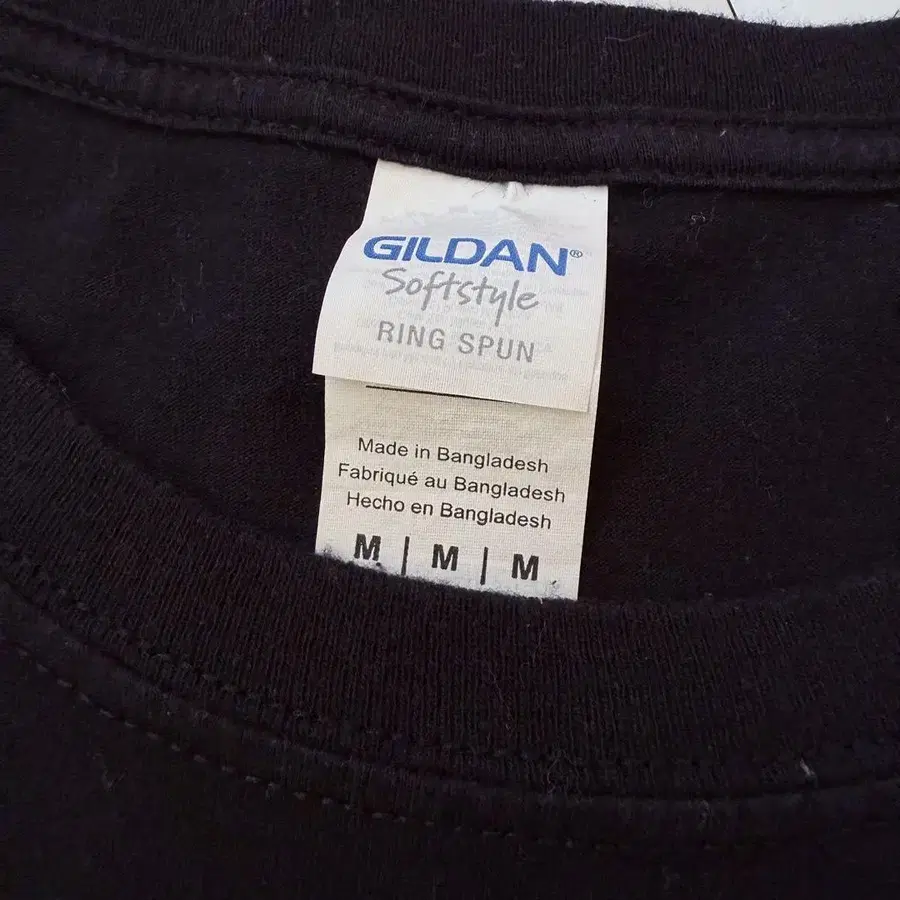 GILDAN®
Softstyle
RING SPUN
Made in Bangladesh
Fabriqué au Bangladesh
Hecho en Bangladesh
M | M | M